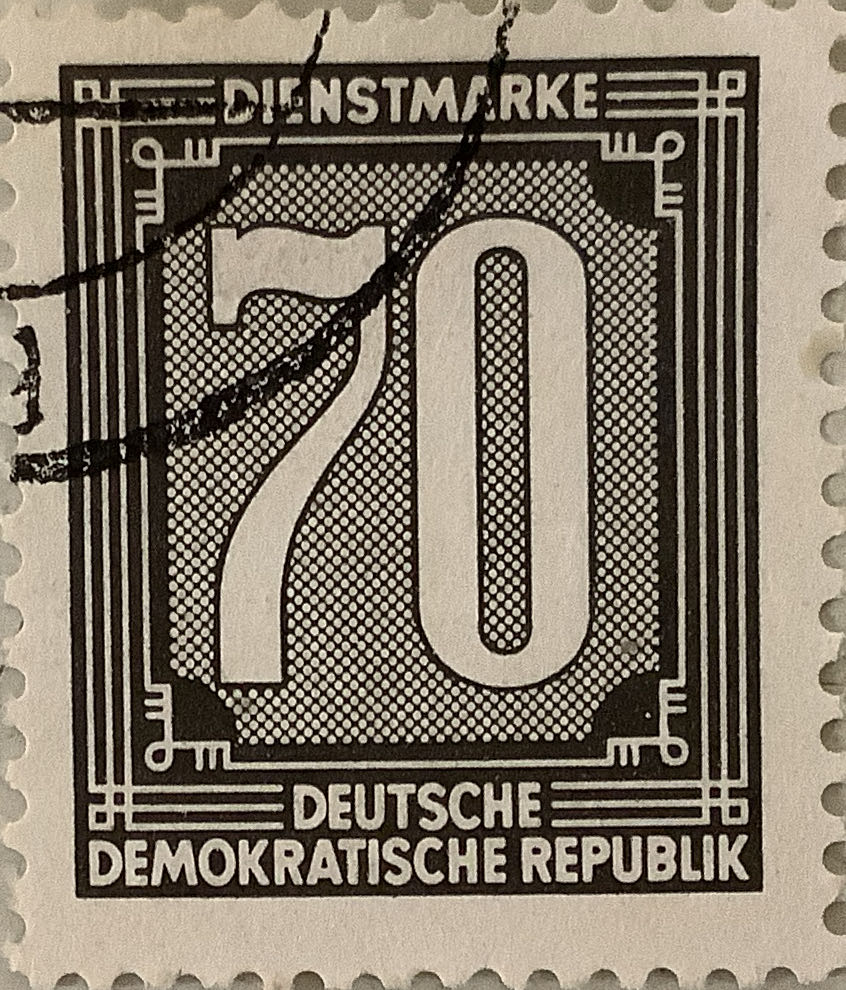 DIENSTMARKE
70
DEUTSCHE
DEMOKRATISCHE REPUBLIK